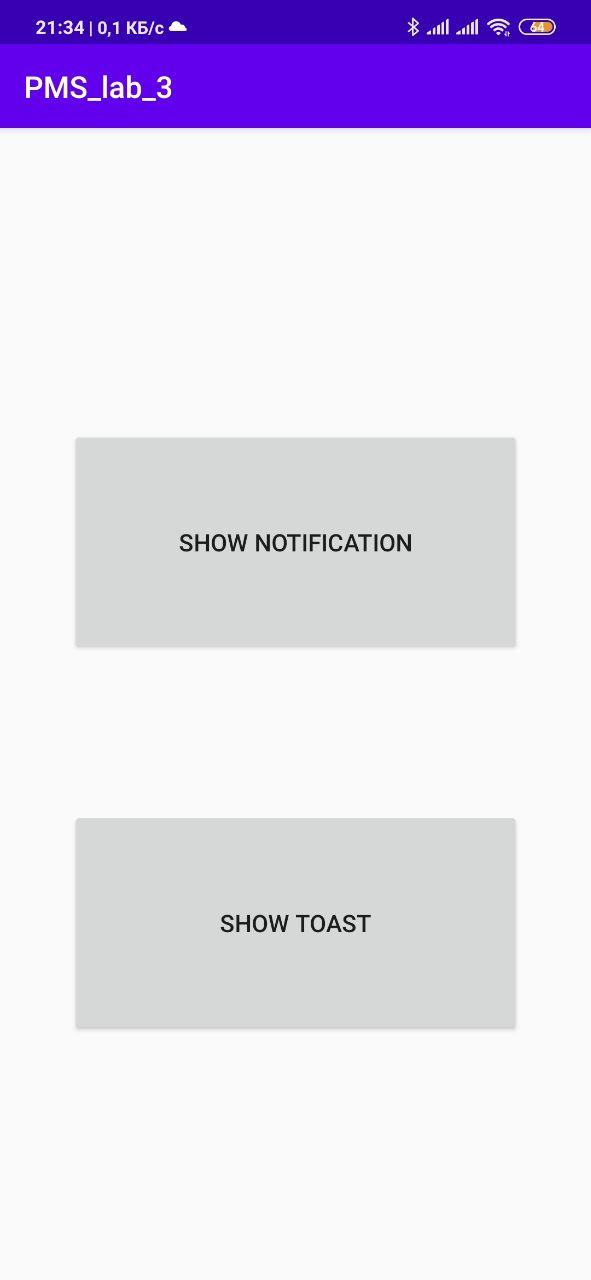 21:34 | 0,1 КБ/с
64
PMS_lab_3
SHOW NOTIFICATION
SHOW TOAST